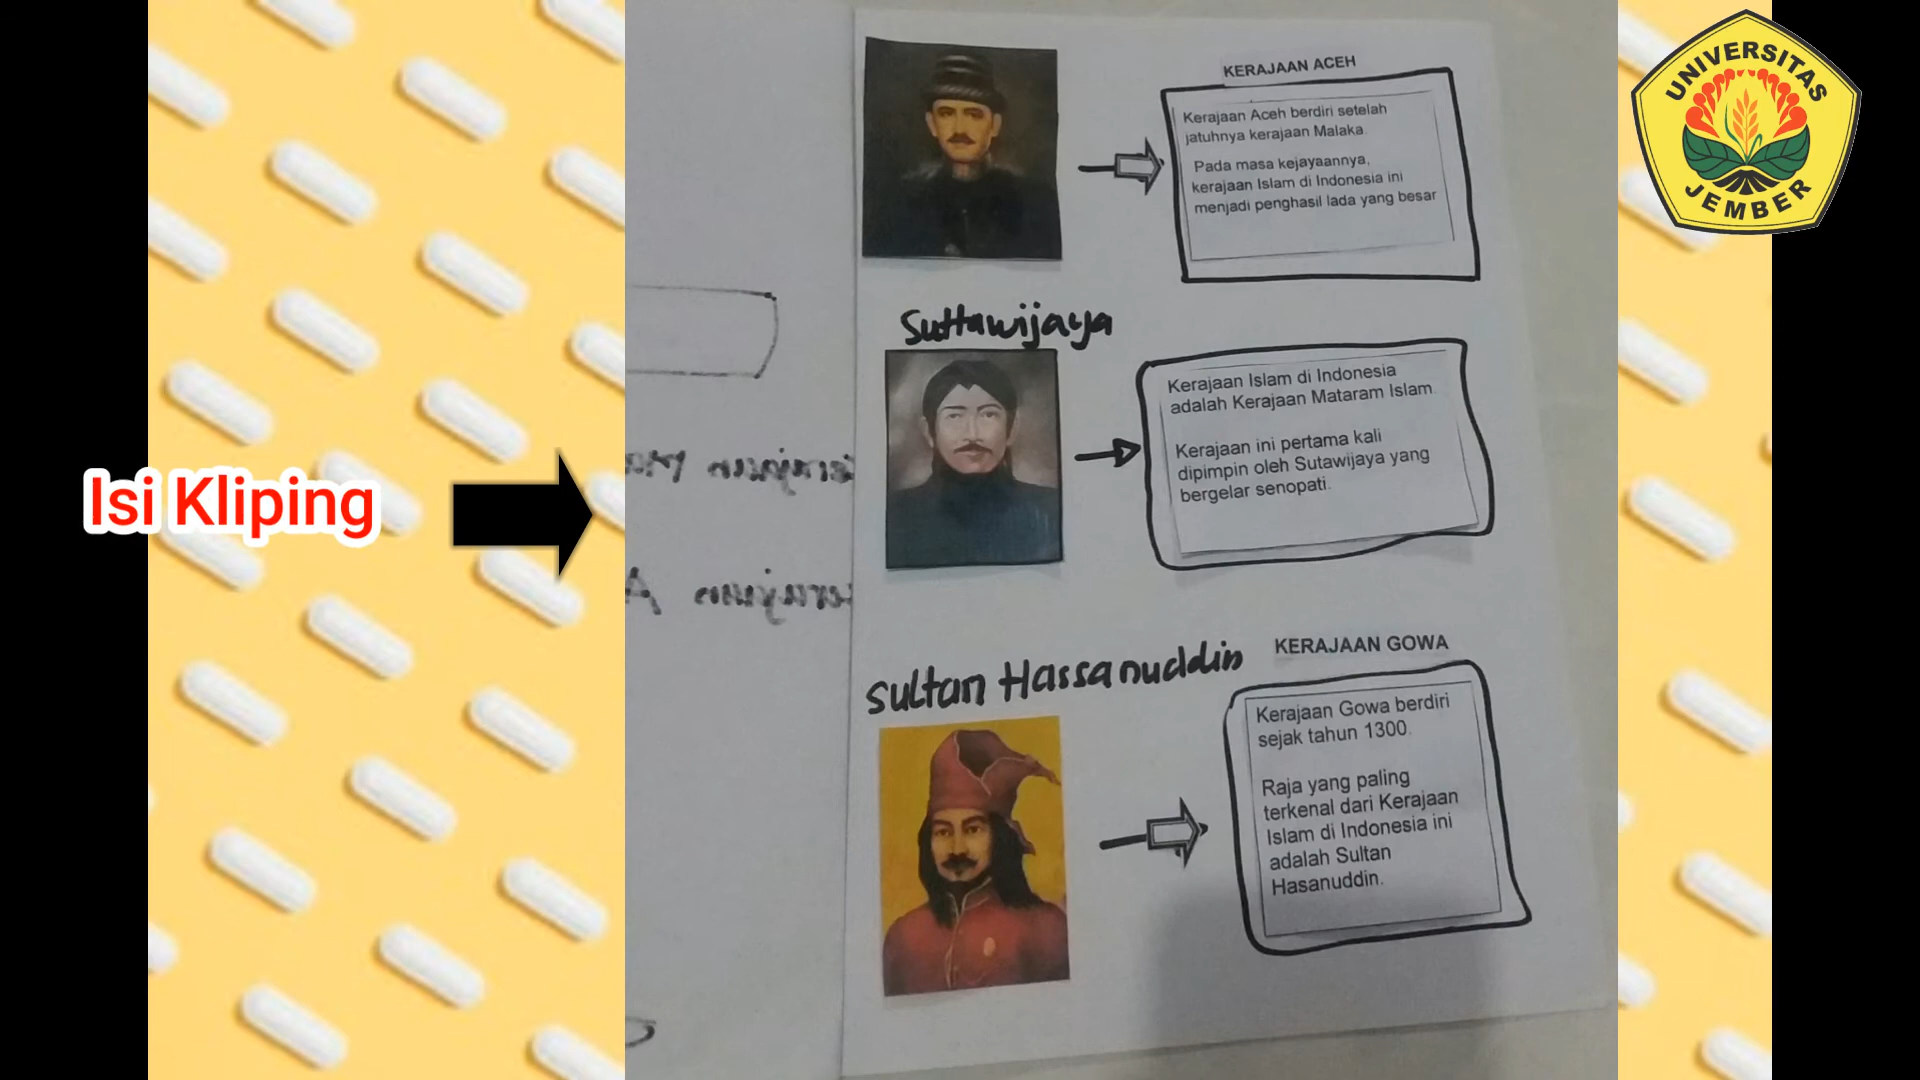 UNIVERSITAS
JEMBER
Isi Kliping
KERAJAAN ACEH
Kerajaan Aceh berdiri setelah
jatuhnya kerajaan Malaka.
Pada masa kejayaannya,
kerajaan Islam di Indonesia ini
menjadi penghasil lada yang besar
Suttawijaya
Kerajaan Islam di Indonesia
adalah Kerajaan Mataram Islam.
Kerajaan ini pertama kali
dipimpin oleh Sutawijaya yang
bergelar senopati.
Sultan Hassanuddin
KERAJAAN GOWA
Kerajaan Gowa berdiri
sejak tahun 1300.
Raja yang paling
terkenal dari Kerajaan
Islam di Indonesia ini
adalah Sultan
Hasanuddin.